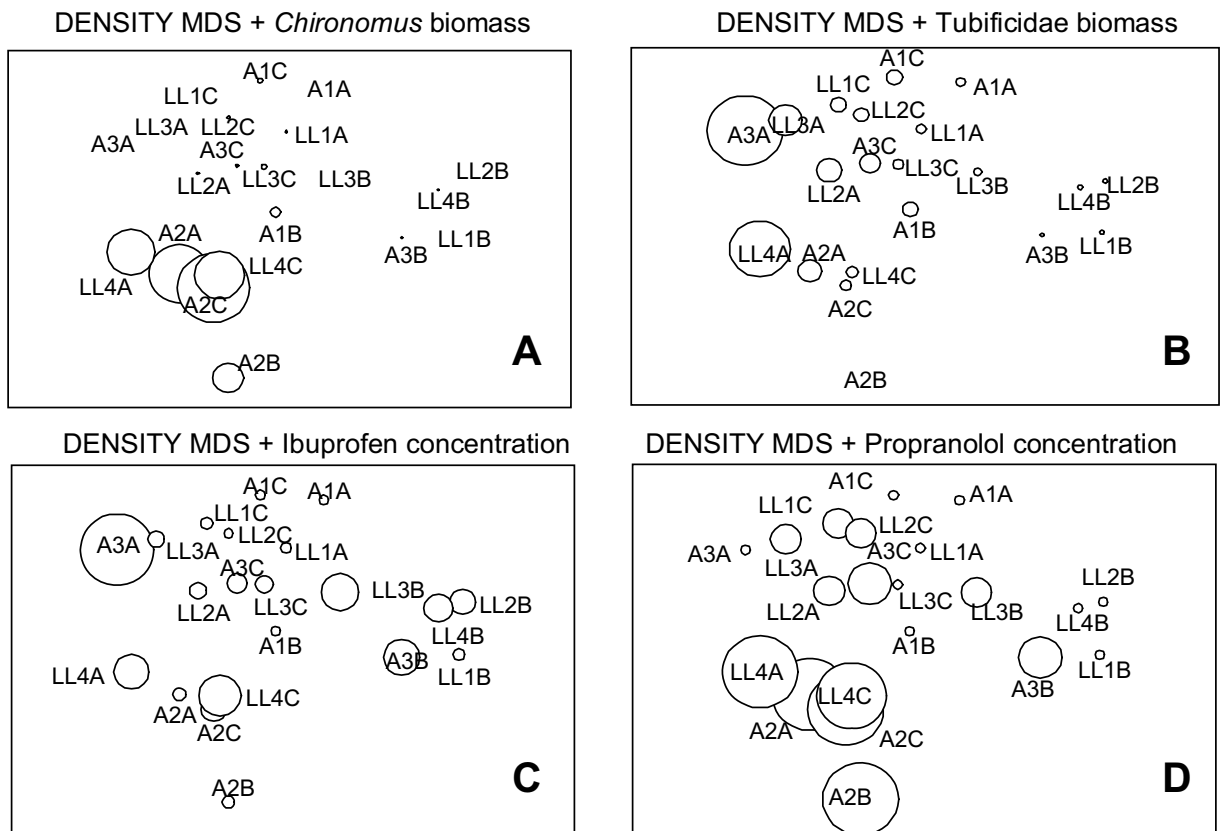 DENSITY MDS + Chironomus biomass
A1C
A1A
LL1C
LL3A
LL2C
LL1A
A3A
A3C
LL2A
LL3C
LL3B
LL2B
LL4B
A1B
A2A
LL1B
A3B
LL4C
LL4A
A2C
A2B
A
DENSITY MDS + Tubificidae biomass
A1C
LL1C
A1A
LL2C
LL3A
A3A
LL1A
A3C
LL3C
LL3B
LL2B
LL2A
LL4B
A1B
LL1B
LL4A
A2A
A3B
LL4C
A2C
A2B
B
DENSITY MDS + Ibuprofen concentration
A1C
A1A
LL1C
LL2C
A3A
LL3A
LL1A
A3C
LL3B
LL2A
LL3C
LL2B
LL4B
A1B
A3B
LL4A
LL1B
LL4C
A2A
A2C
A2B
C
DENSITY MDS + Propranolol concentration
A1C
A1A
LL1C
LL2C
A3A
A3C
LL1A
LL3A
LL2B
LL3C
LL2A
LL3B
LL4B
A1B
LL4A
LL1B
A3B
LL4C
A2A
A2C
A2B
D